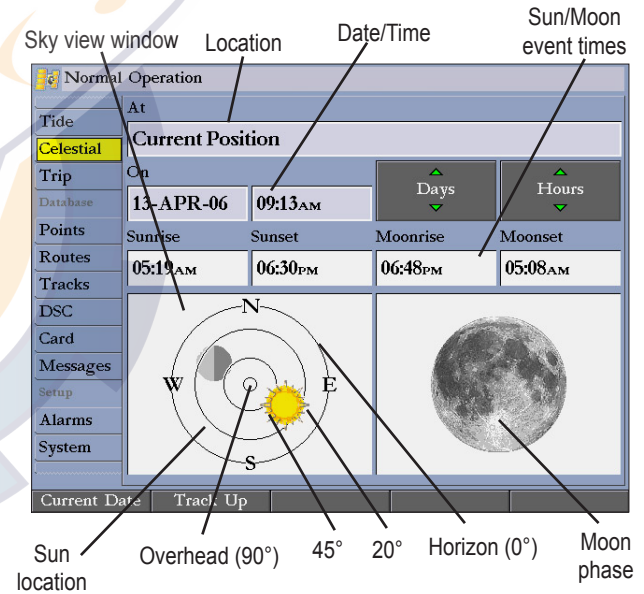 Sun/Moon
event times
Date/Time
Location
Sky view window
Normal Operation
At
Current Position
On
13-APR-06 09:13AM Days Hours
Sunrise Sunset Moonrise Moonset
05:19AM 06:30PM 06:48PM 05:08AM
Tide
Celestial
Trip
Database
Points
Routes
Tracks
DSC
Card
Messages
Setup
Alarms
System
N
W E
S
Current Date Track Up
Sun
location
Overhead (90°)
45°
20°
Horizon (0°)
Moon
phase